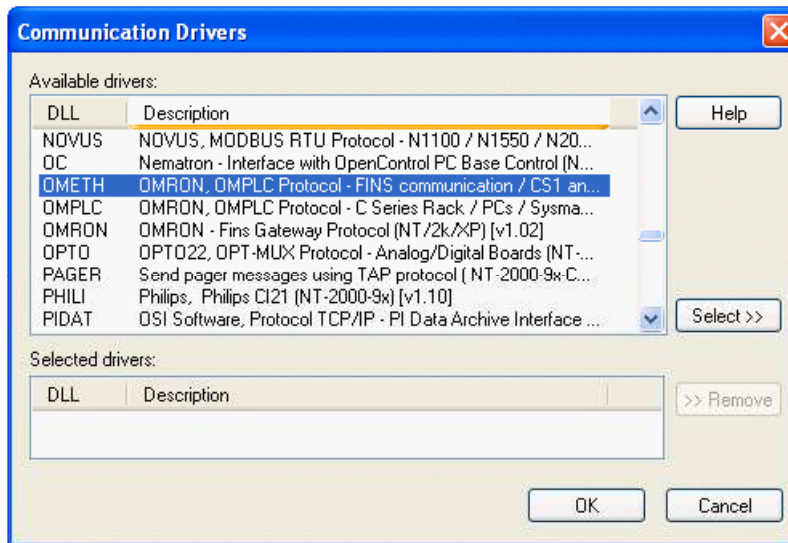 Communication Drivers
Available drivers:
DLL Description
NOVUS NOVUS, MODBUS RTU Protocol - N1100 / N1550 / N20...
OC Nematron - Interface with OpenControl PC Base Control (N...
OMETH OMRON, OMPLC Protocol - FINS communication / CS1 an...
OMPLC OMRON, OMPLC Protocol - C Series Rack / PCs / Sysma...
OMRON OMRON - Fins Gateway Protocol (NT/2k/XP) [v1.02]
OPTO OPTO22, OPT-MUX Protocol - Analog/Digital Boards (NT-...
PAGER Send pager messages using TAP protocol ( NT-2000-9x-C...
PHILI Philips, Philips CI21 (NT-2000-9x) [v1.10]
PIDAT OSI Software, Protocol TCP/IP - PI Data Archive Interface ...
Help
Select >>
Selected drivers:
DLL Description
>> Remove
OK Cancel